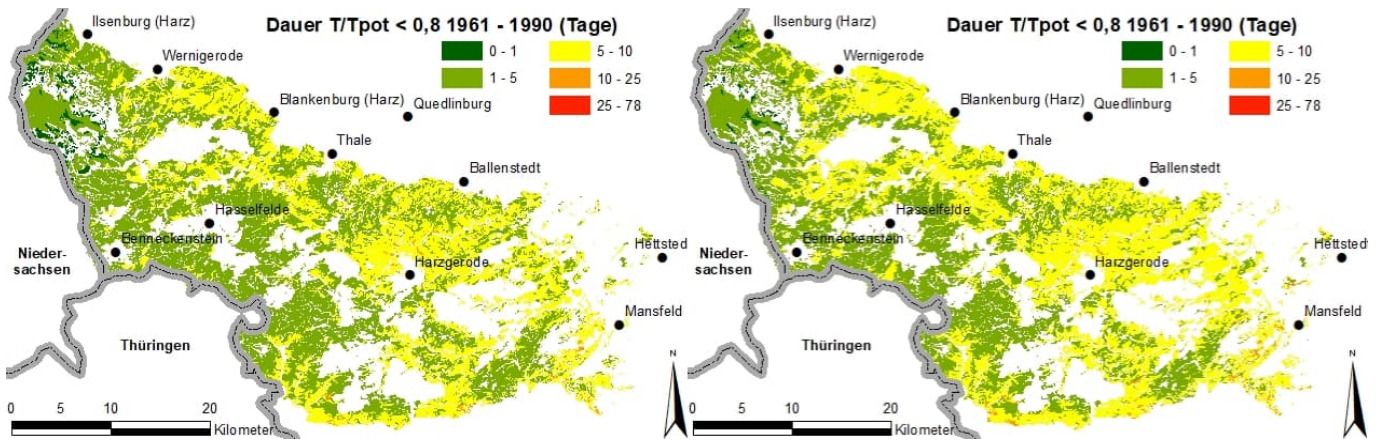 Ilsenburg (Harz)
Dauer T/Tpot < 0,8 1961 - 1990 (Tage)
0 - 1
5 - 10
1 - 5
10 - 25
25 - 78
Wernigerode
Blankenburg (Harz)
Quedlinburg
Thale
Ballenstedt
Hasselfelde
Benneckenstein
Nieder-
sachsen
Hettsted
Harzgerode
Mansfeld
Thüringen
N
0 5 10 20
Kilometer
Ilsenburg (Harz)
Dauer T/Tpot < 0,8 1961 - 1990 (Tage)
0 - 1
5 - 10
1 - 5
10 - 25
25 - 78
Wernigerode
Blankenburg (Harz)
Quedlinburg
Thale
Ballenstedt
Hasselfelde
Benneckenstein
Nieder-
sachsen
Hettstedt
Harzgerode
Mansfeld
Thüringen
N
0 5 10 20
Kilometer